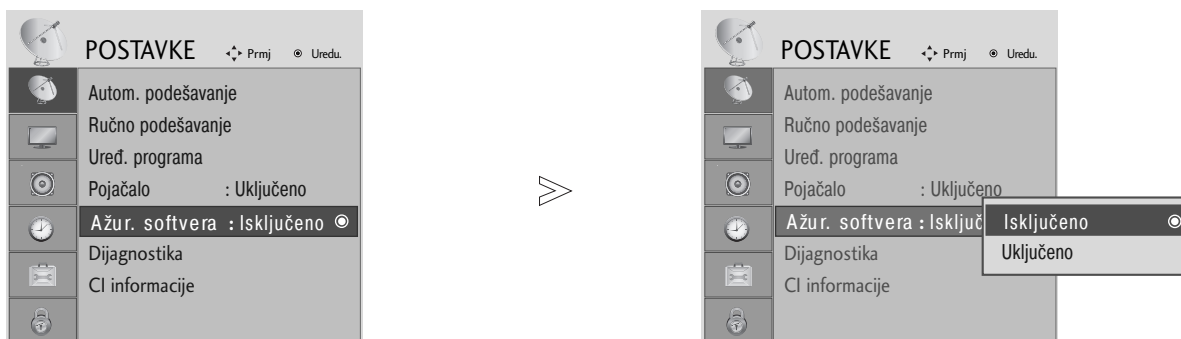 POSTAVKE Prmj Uredu.
Autom. podešavanje
Ručno podešavanje
Uređ. programa
Pojačalo : Uključeno
Ažur. softvera : Isključeno
Dijagnostika
CI informacije
POSTAVKE Prmj Uredu.
Autom. podešavanje
Ručno podešavanje
Uređ. programa
Pojačalo : Uključeno
Ažur. softvera : Isključ
Dijagnostika
CI informacije
Isključeno
Uključeno